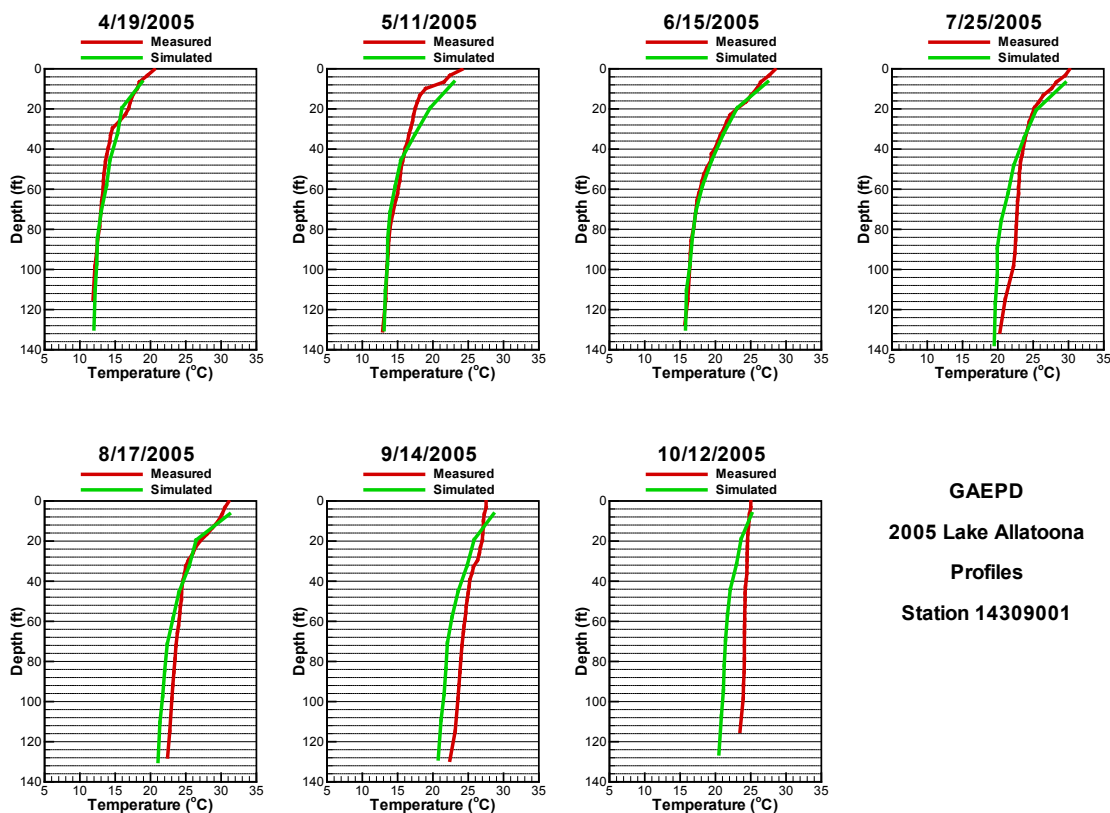 4/19/2005
Measured
Simulated
0
20
40
60
80
100
120
140
Depth (ft)
5 10 15 20 25 30 35
Temperature (°C)
5/11/2005
Measured
Simulated
0
20
40
60
80
100
120
140
Depth (ft)
5 10 15 20 25 30 35
Temperature (°C)
6/15/2005
Measured
Simulated
0
20
40
60
80
100
120
140
Depth (ft)
5 10 15 20 25 30 35
Temperature (°C)
7/25/2005
Measured
Simulated
0
20
40
60
80
100
120
140
Depth (ft)
5 10 15 20 25 30 35
Temperature (°C)
8/17/2005
Measured
Simulated
0
20
40
60
80
100
120
140
Depth (ft)
5 10 15 20 25 30 35
Temperature (°C)
9/14/2005
Measured
Simulated
0
20
40
60
80
100
120
140
Depth (ft)
5 10 15 20 25 30 35
Temperature (°C)
10/12/2005
Measured
Simulated
0
20
40
60
80
100
120
140
Depth (ft)
5 10 15 20 25 30 35
Temperature (°C)
GAEPD
2005 Lake Allatoona
Profiles
Station 14309001